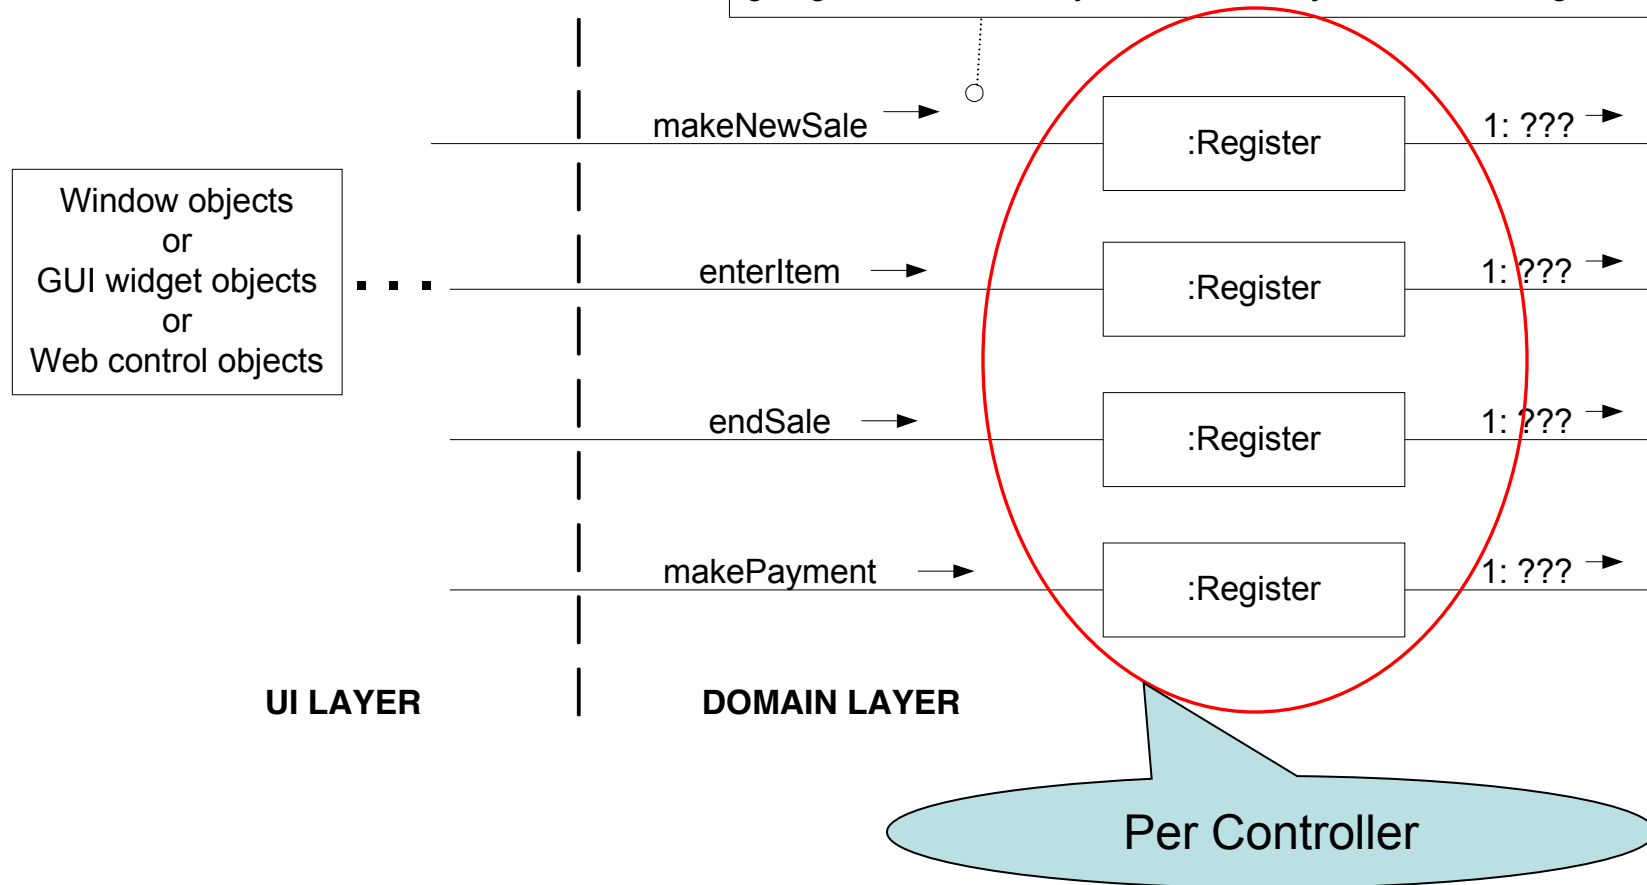 makeNewSale
:Register
1: ???
Window objects
or
GUI widget objects
or
Web control objects
. . .
enterItem
:Register
1: ???
endSale
:Register
1: ???
makePayment
:Register
1: ???
UI LAYER
DOMAIN LAYER
Per Controller